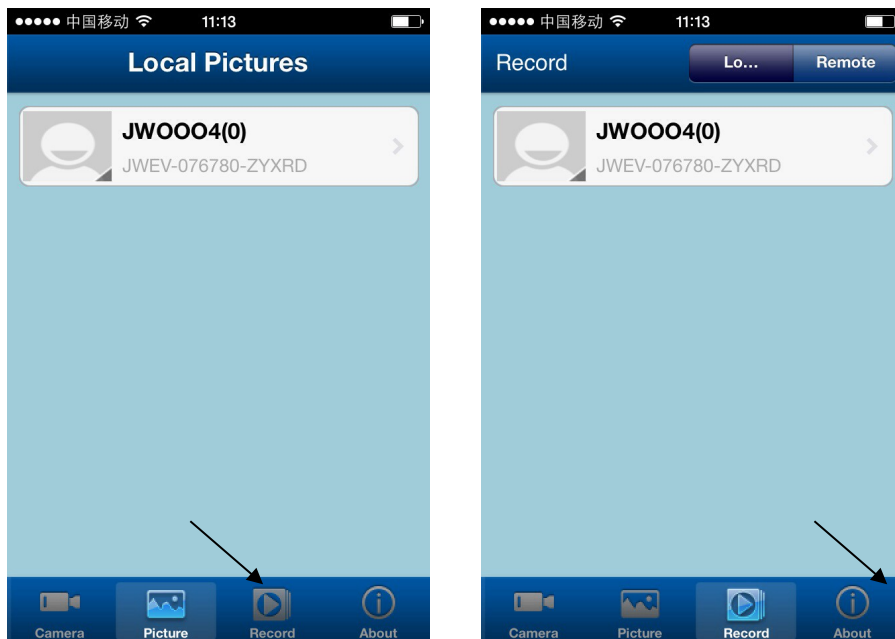 中国移动 11:13
Local Pictures
JWOOO4(0)
JWEV-076780-ZYXRD
Camera Picture Record About
中国移动 11:13
Record Lo... Remote
JWOOO4(0)
JWEV-076780-ZYXRD
Camera Picture Record About